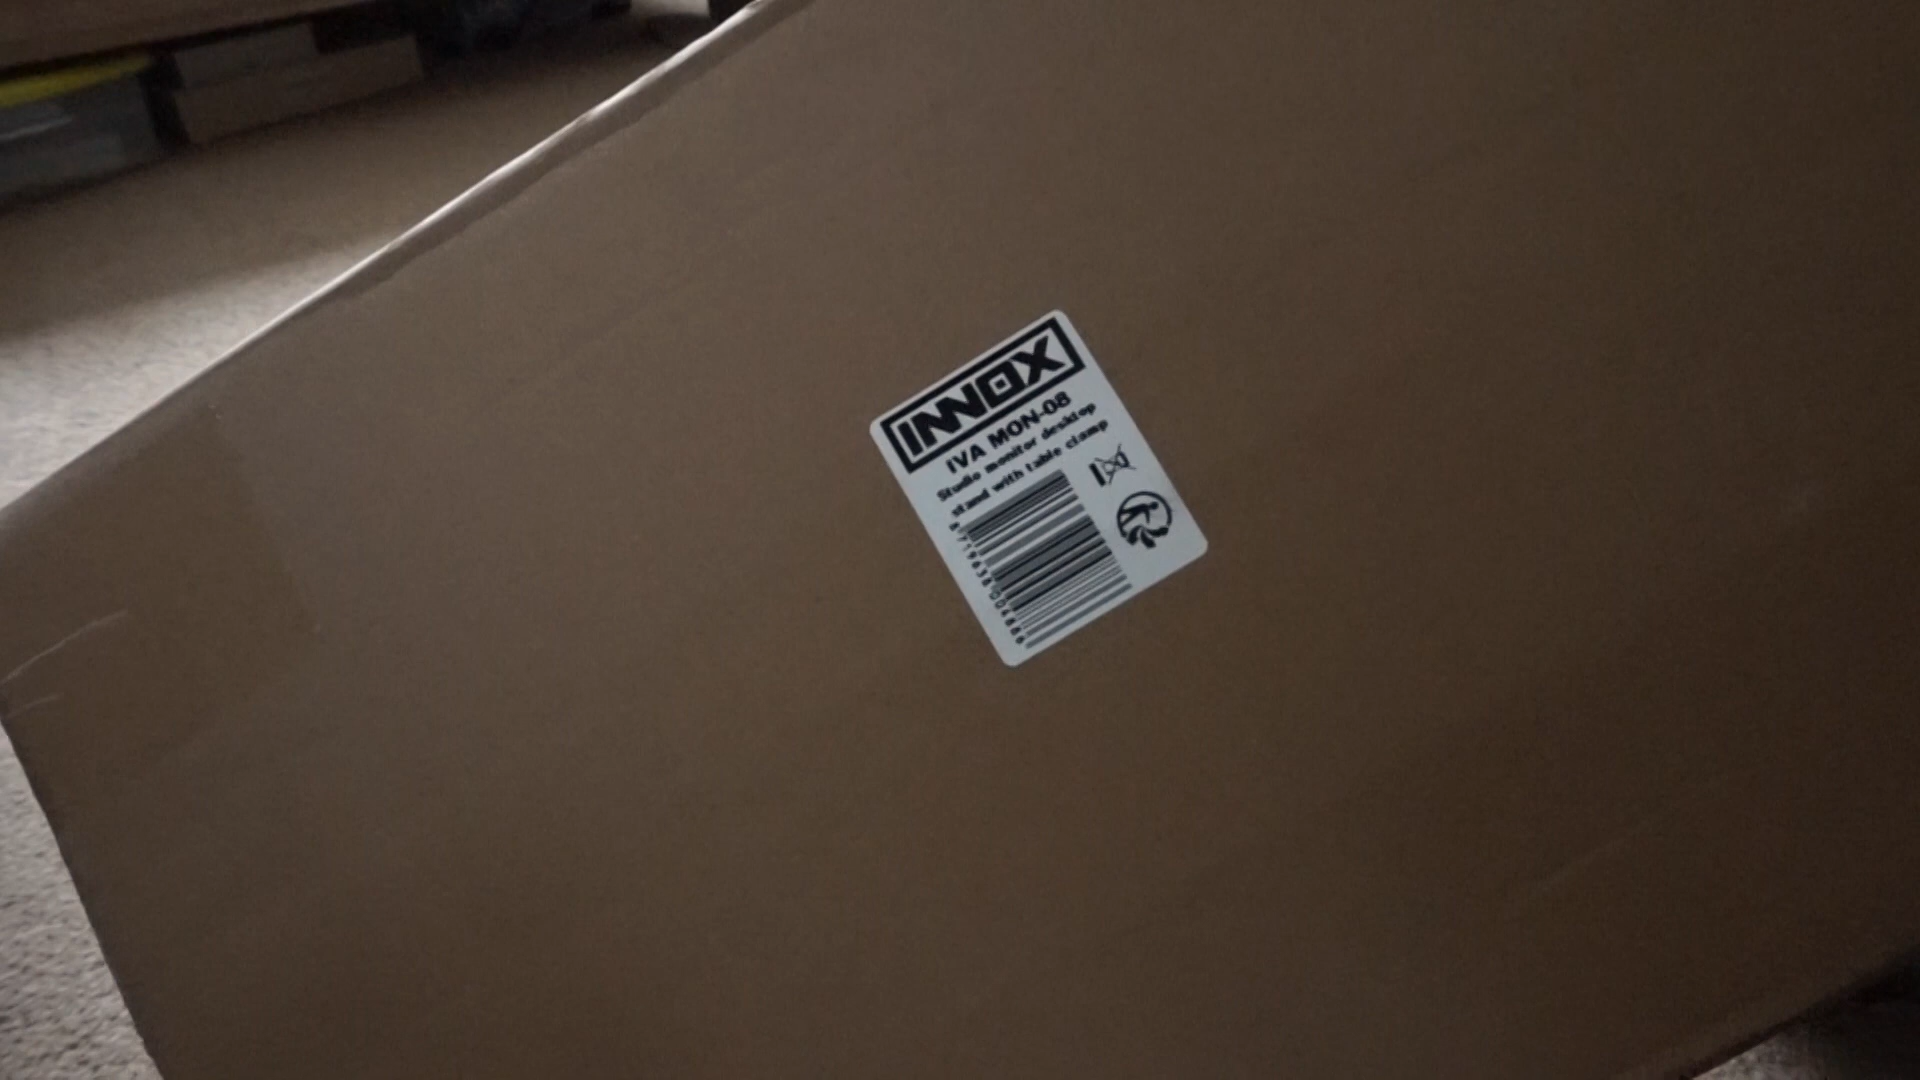 INNOX
IVA MON-08
Studio monitor desktop
stand with table clamp